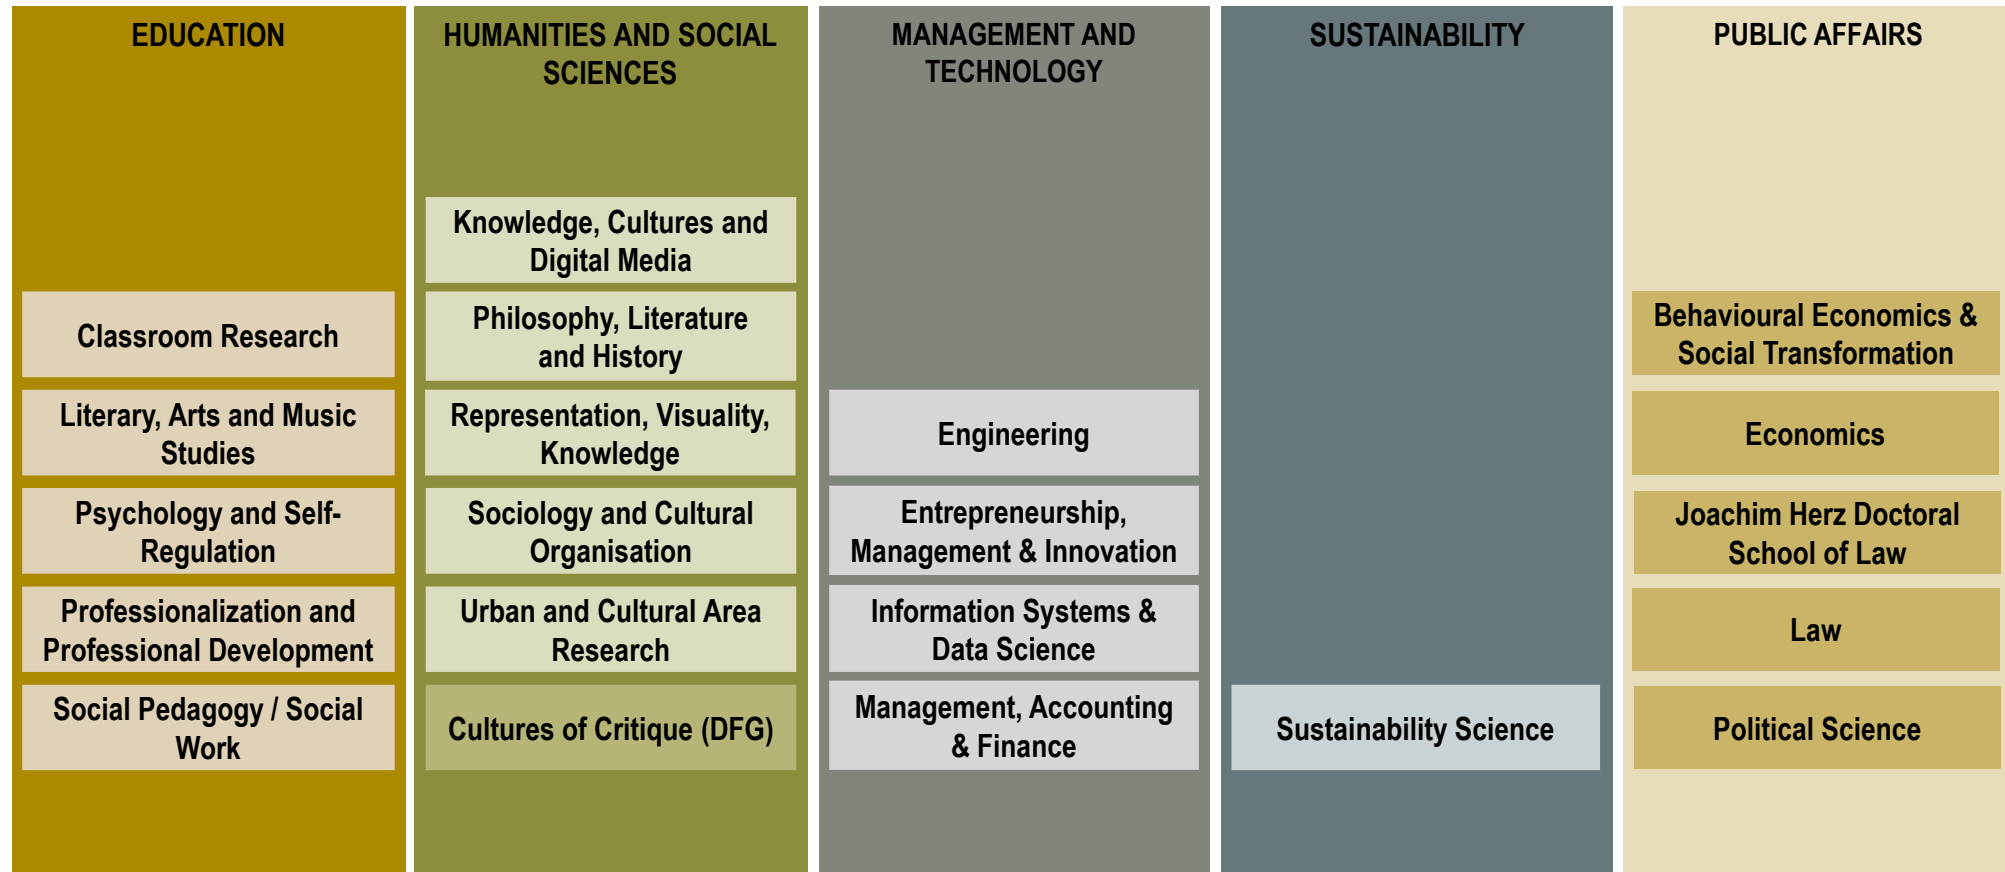 EDUCATION
Classroom Research
Literary, Arts and Music
Studies
Psychology and Self-
Regulation
Professionalization and
Professional Development
Social Pedagogy / Social
Work
HUMANITIES AND SOCIAL
SCIENCES
Knowledge, Cultures and
Digital Media
Philosophy, Literature
and History
Representation, Visuality,
Knowledge
Sociology and Cultural
Organisation
Urban and Cultural Area
Research
Cultures of Critique (DFG)
MANAGEMENT AND
TECHNOLOGY
Engineering
Entrepreneurship,
Management & Innovation
Information Systems &
Data Science
Management, Accounting
& Finance
SUSTAINABILITY
Sustainability Science
PUBLIC AFFAIRS
Behavioural Economics &
Social Transformation
Economics
Joachim Herz Doctoral
School of Law
Law
Political Science